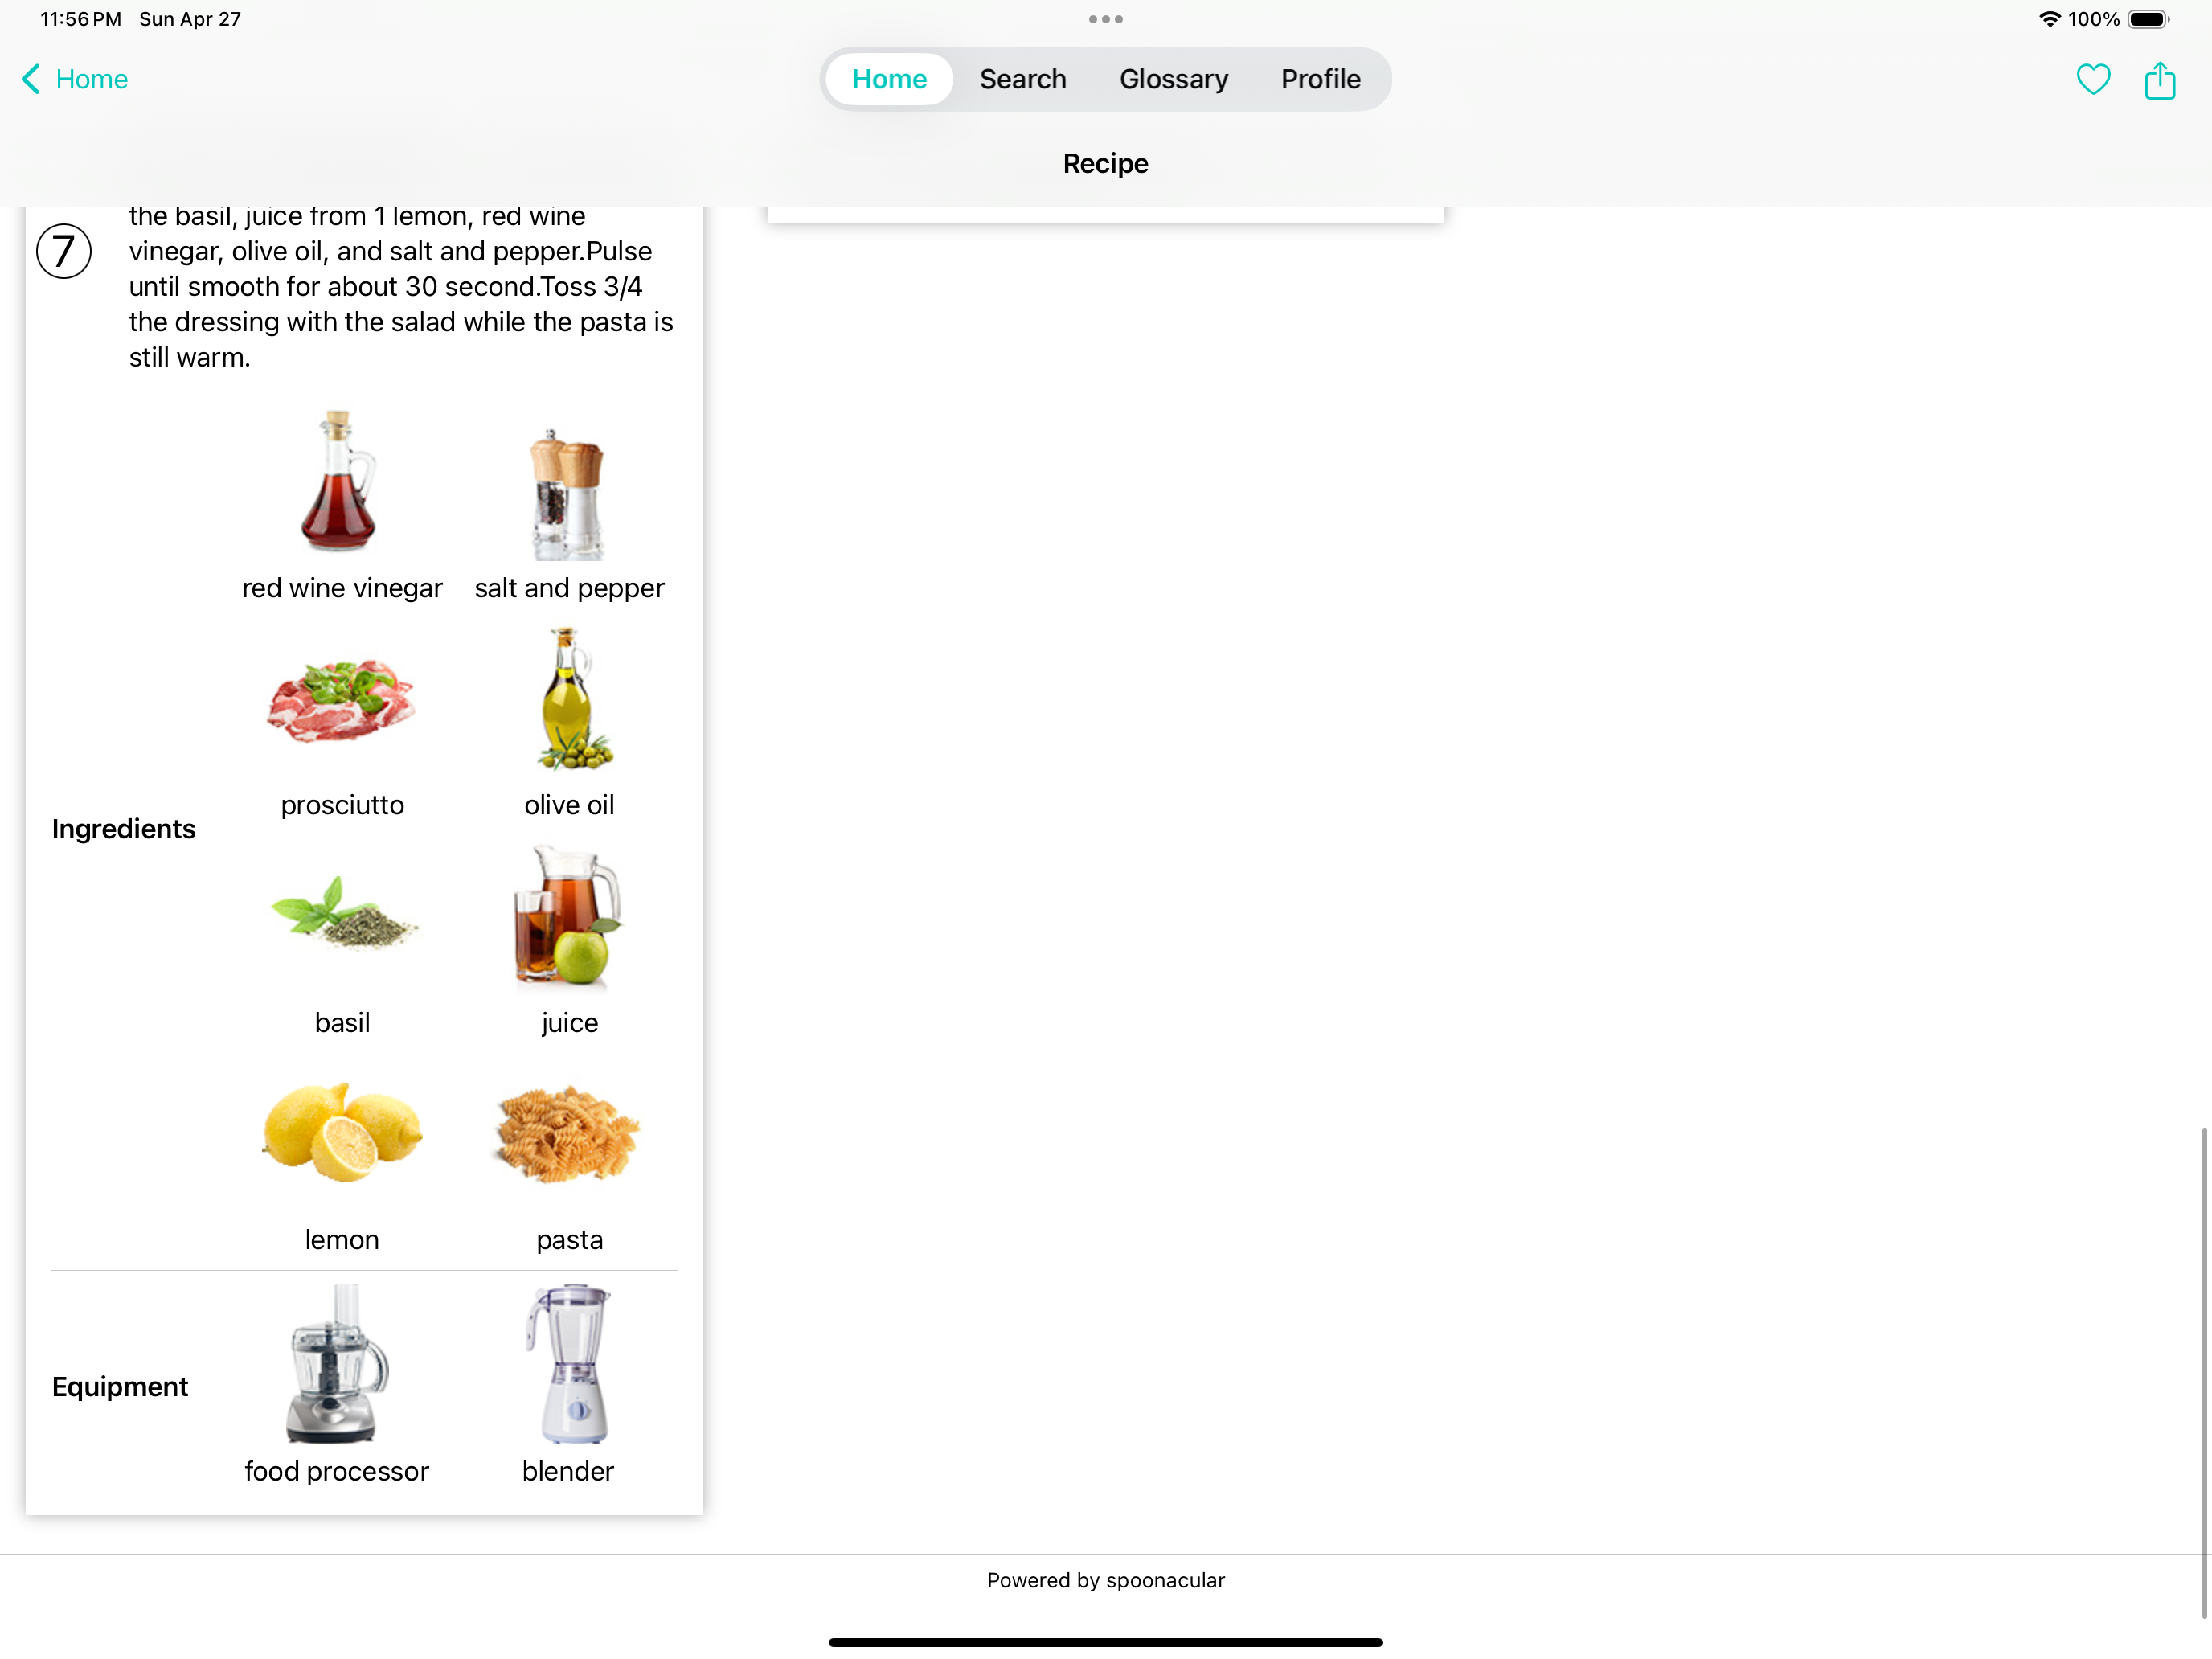 11:56 PM Sun Apr 27
100%
Home
Home Search Glossary Profile
Recipe
7
the basil, juice from 1 lemon, red wine
vinegar, olive oil, and salt and pepper.Pulse
until smooth for about 30 second.Toss 3/4
the dressing with the salad while the pasta is
still warm.
Ingredients
red wine vinegar salt and pepper
prosciutto olive oil
basil juice
lemon pasta
Equipment
food processor blender
Powered by spoonacular